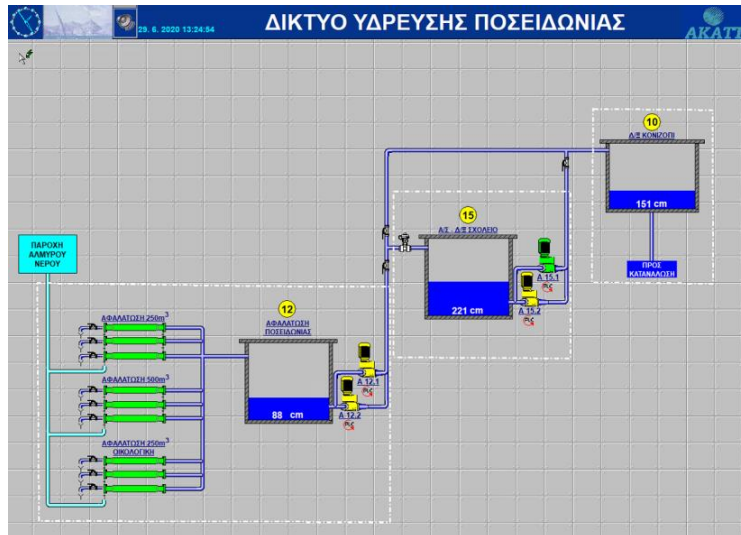 29. 6. 2020 13:24:54
ΔΙΚΤΥΟ ΥΔΡΕΥΣΗΣ ΠΟΣΕΙΔΩΝΙΑΣ
ΑΚΑΤΤ
10
Δ/Ξ ΚΟΝΙΖΟΠΙ
151 cm
ΠΡΟΣ
ΚΑΤΑΝΑΛΩΣΗ
15
Α/Σ - Δ/Ξ ΣΧΟΛΕΙΟ
221 cm
Α 15.1
Α 15.2
ΠΑΡΟΧΗ
ΑΛΜΥΡΟΥ
ΝΕΡΟΥ
12
ΑΦΑΛΑΤΩΣΗ
ΠΟΣΕΙΔΩΝΙΑΣ
88 cm
Α 12.1
Α 12.2
ΑΦΑΛΑΤΩΣΗ 250m³
ΑΦΑΛΑΤΩΣΗ 500m³
ΑΦΑΛΑΤΩΣΗ 250m³
ΟΙΚΟΛΟΓΙΚΗ